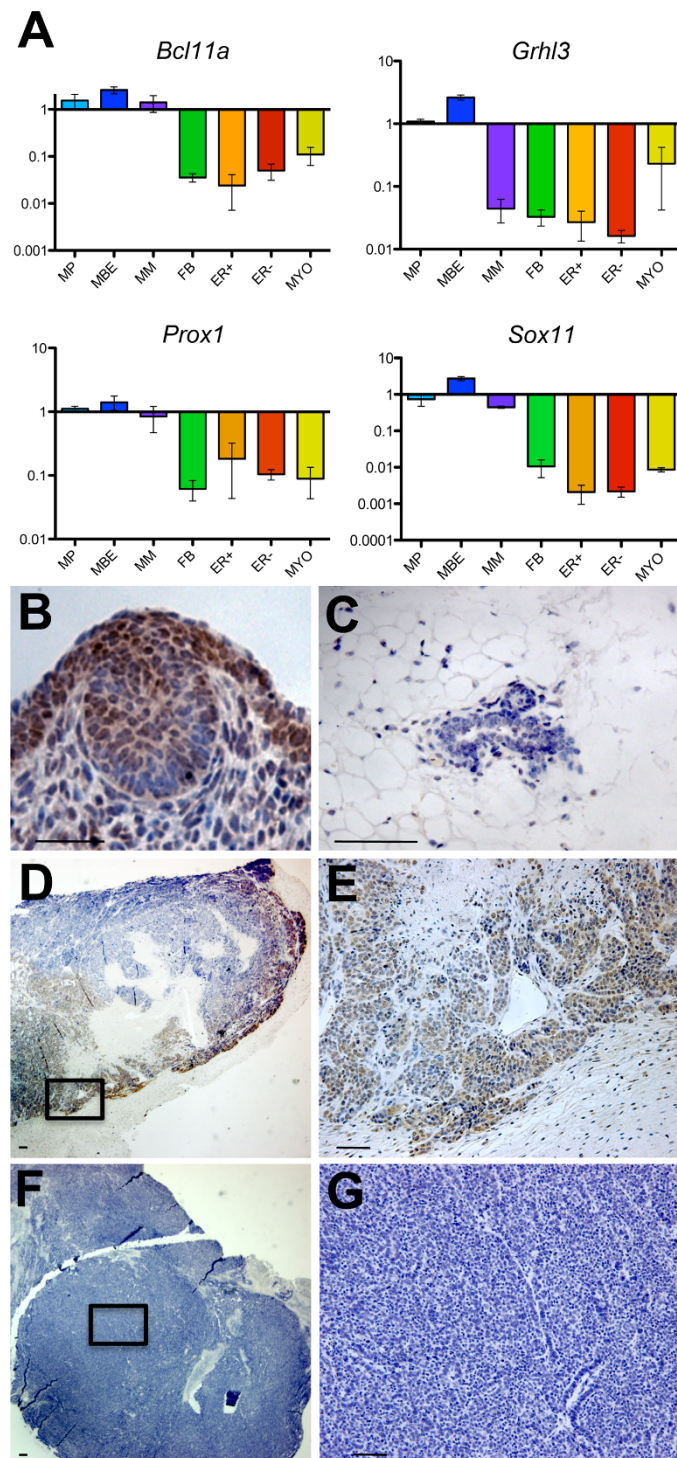 A
Bcl11a
1
0.1
0.01
0.001
MP MBE MM FB ER+ ER- MYO
Grhl3
10
1
0.1
0.01
MP MBE MM FB ER+ ER- MYO
Prox1
10
1
0.1
0.01
MP MBE MM FB ER+ ER- MYO
Sox11
10
1
0.1
0.01
0.001
0.0001
MP MBE MM FB ER+ ER- MYO
B
C
D
E
F
G